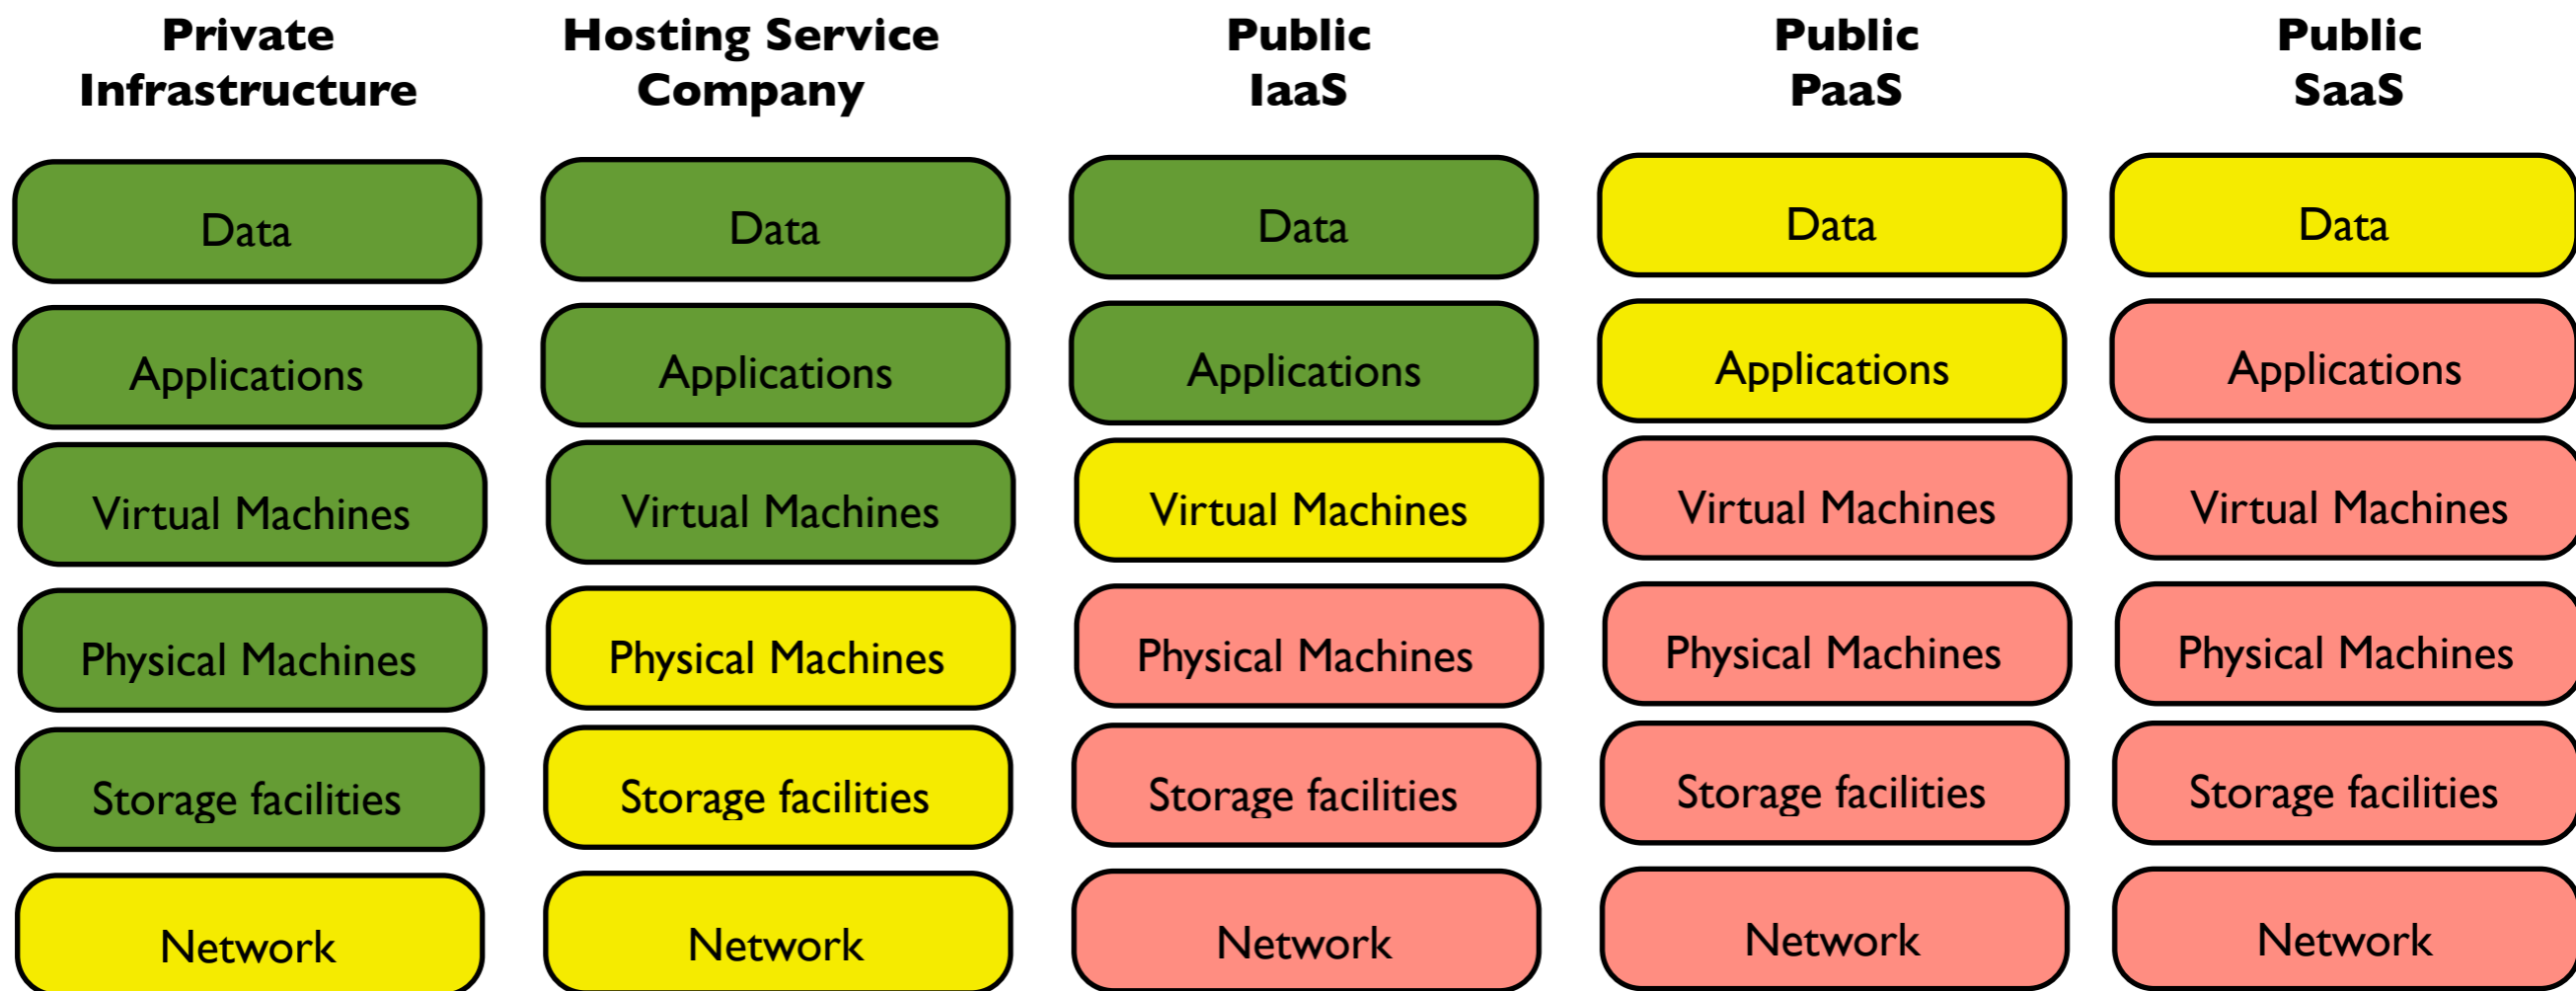 Private
Infrastructure
Hosting Service
Company
Public
IaaS
Public
PaaS
Public
SaaS
Data
Data
Data
Data
Data
Applications
Applications
Applications
Applications
Applications
Virtual Machines
Virtual Machines
Virtual Machines
Virtual Machines
Virtual Machines
Physical Machines
Physical Machines
Physical Machines
Physical Machines
Physical Machines
Storage facilities
Storage facilities
Storage facilities
Storage facilities
Storage facilities
Network
Network
Network
Network
Network